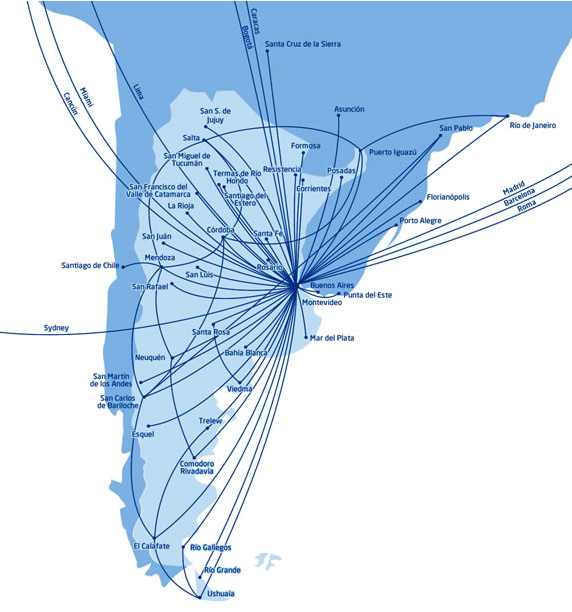 Caracas
Bogotá
Santa Cruz de la Sierra
Lima
Miami
Cancún
San S. de
Jujuy
Asunción
Río de Janeiro
San Pablo
Salta
Formosa
Puerto Iguazú
San Miguel de
Tucumán
Termas de Río
Hondo
Resistencia
Posadas
San Francisco del
Valle de Catamarca
Santiago del
Estero
Corrientes
Madrid
Barcelona
Roma
La Rioja
Florianópolis
Porto Alegre
Córdoba
Santa Fé
San Juán
Mendoza
Santiago de Chile
Rosario
San Luis
San Rafael
Buenos Aires
Punta del Este
Montevideo
Sydney
Santa Rosa
Mar del Plata
Neuquén
Bahía Blanca
San Martín
de los Andes
Viedma
San Carlos
de Bariloche
Trelew
Esquel
Comodoro
Rivadavia
El Calafate
Río Gallegos
Río Grande
Ushuaia